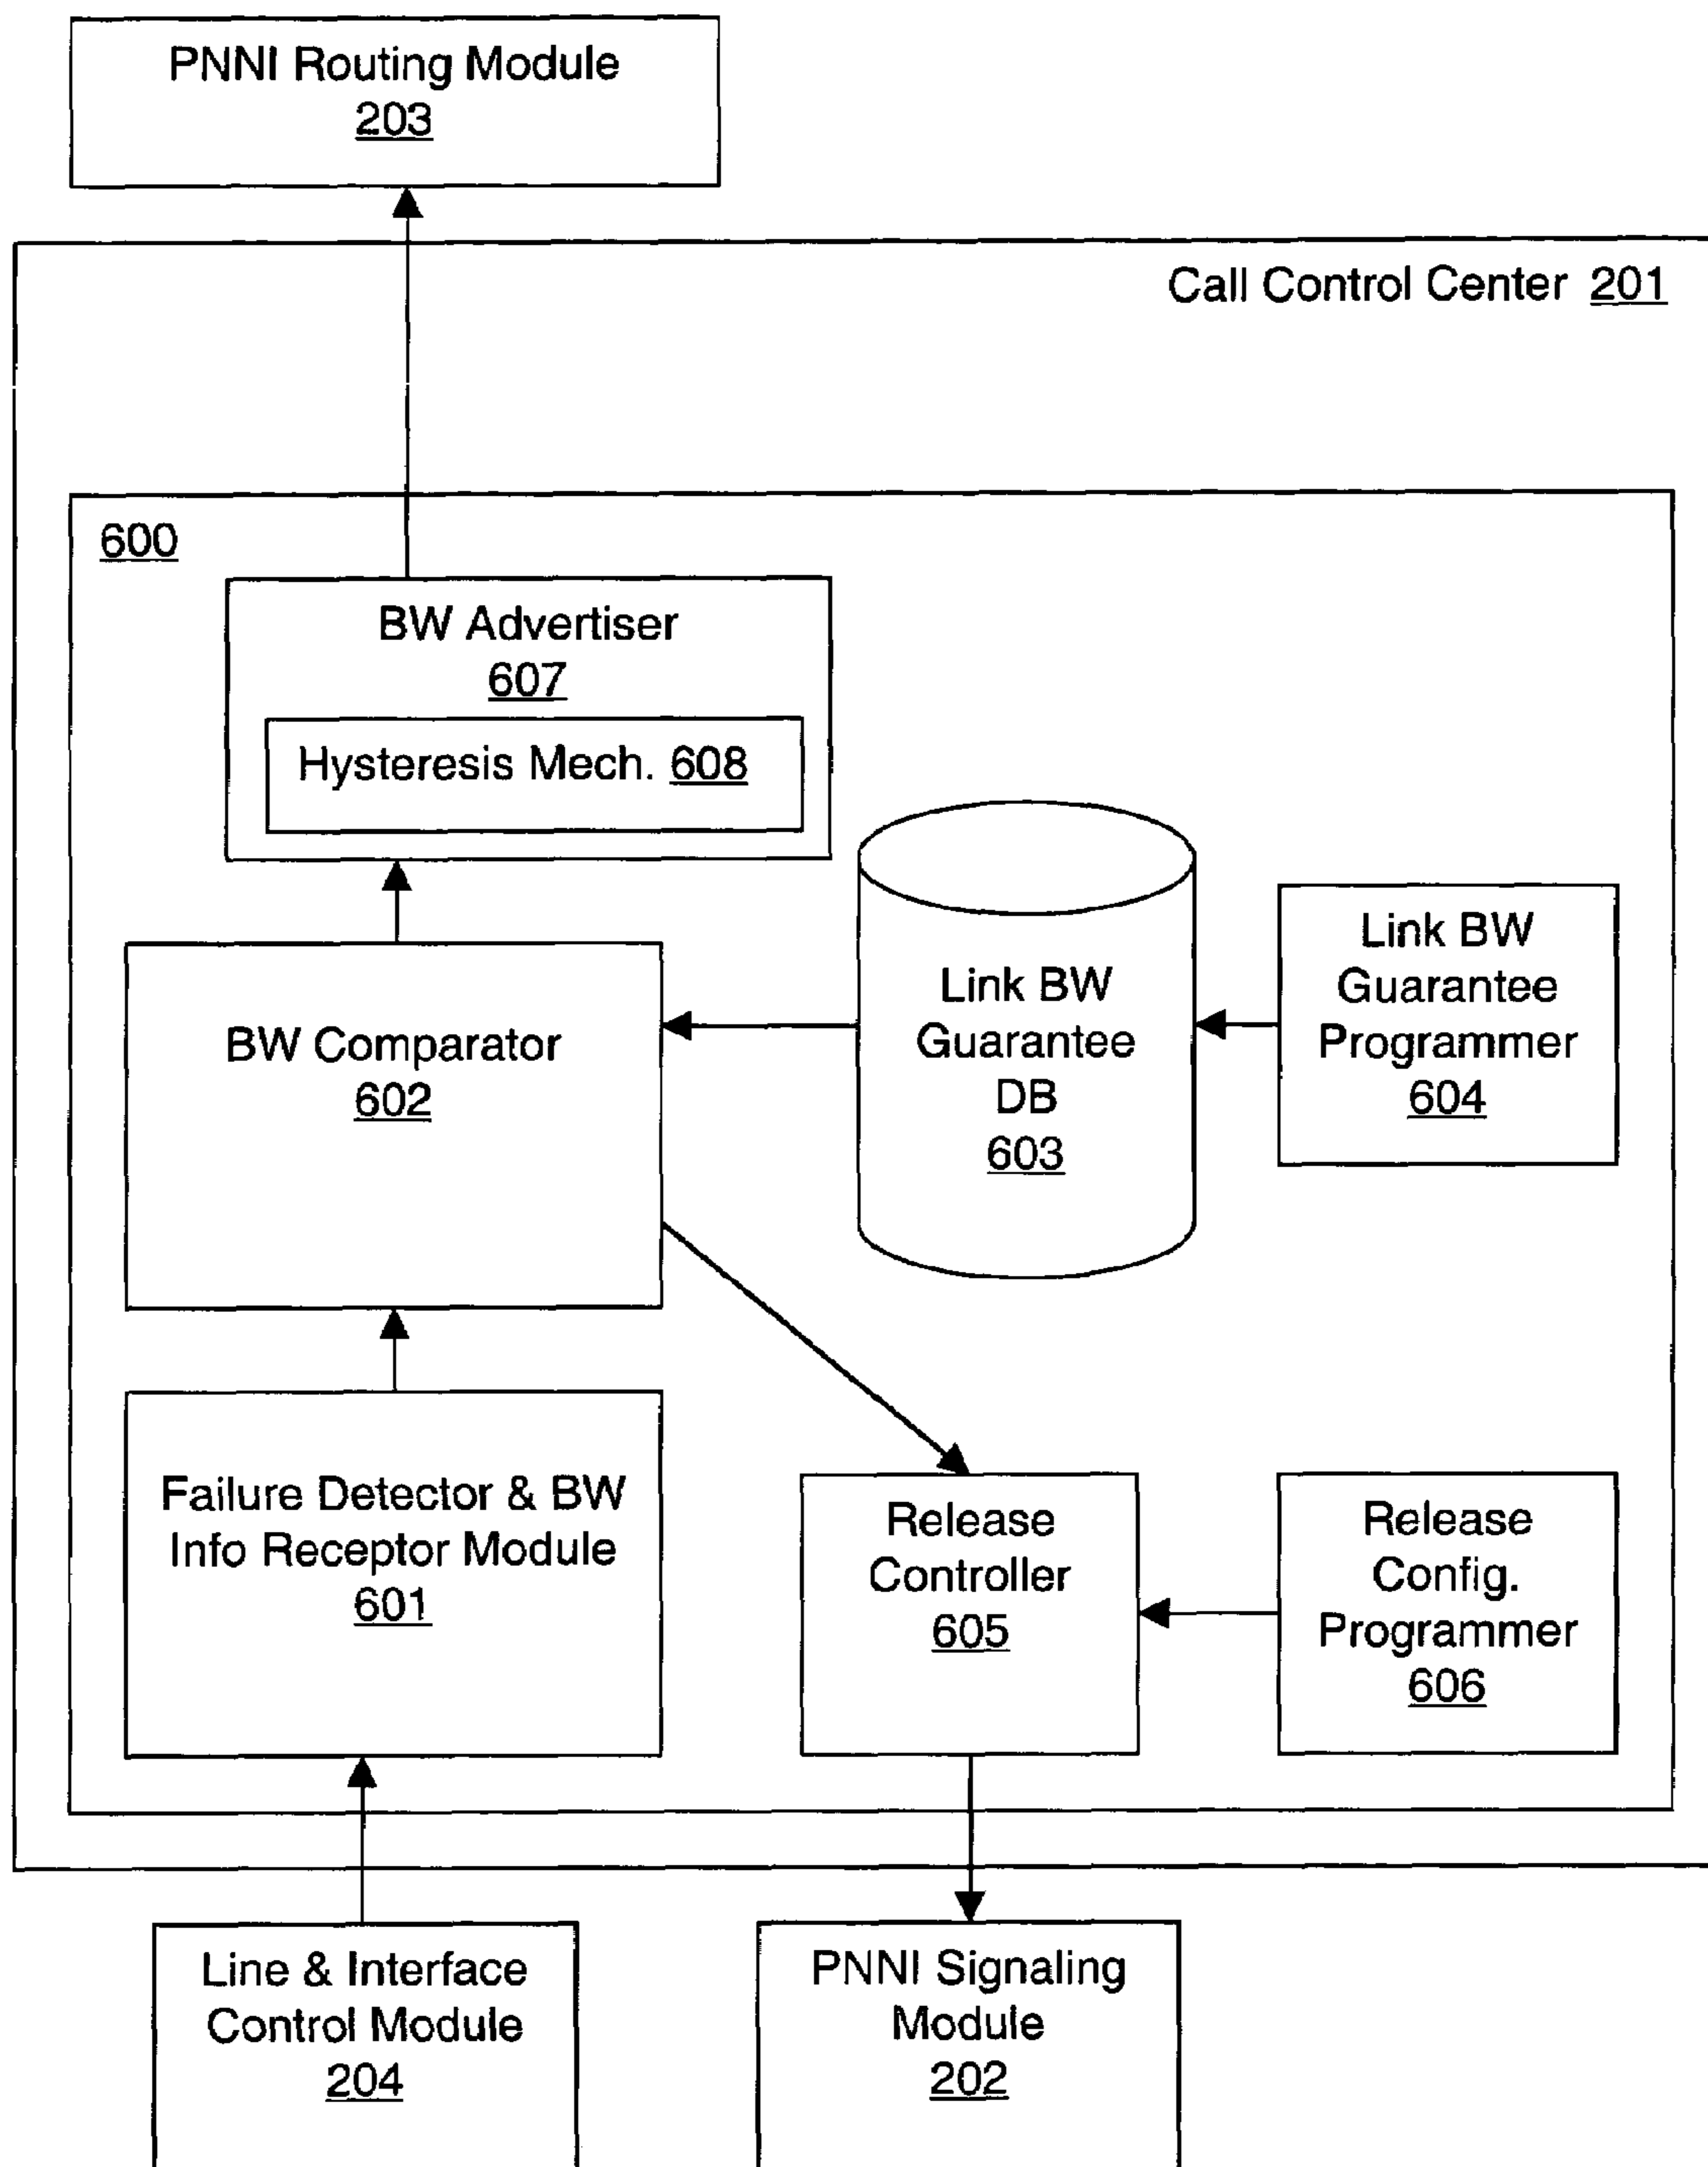 PNNI Routing Module
203
Call Control Center 201
600
BW Advertiser
607
Hysteresis Mech. 608
Link BW
Guarantee
DB
603
Link BW
Guarantee
Programmer
604
BW Comparator
602
Failure Detector & BW
Info Receptor Module
601
Release
Controller
605
Release
Config.
Programmer
606
Line & Interface
Control Module
204
PNNI Signaling
Module
202